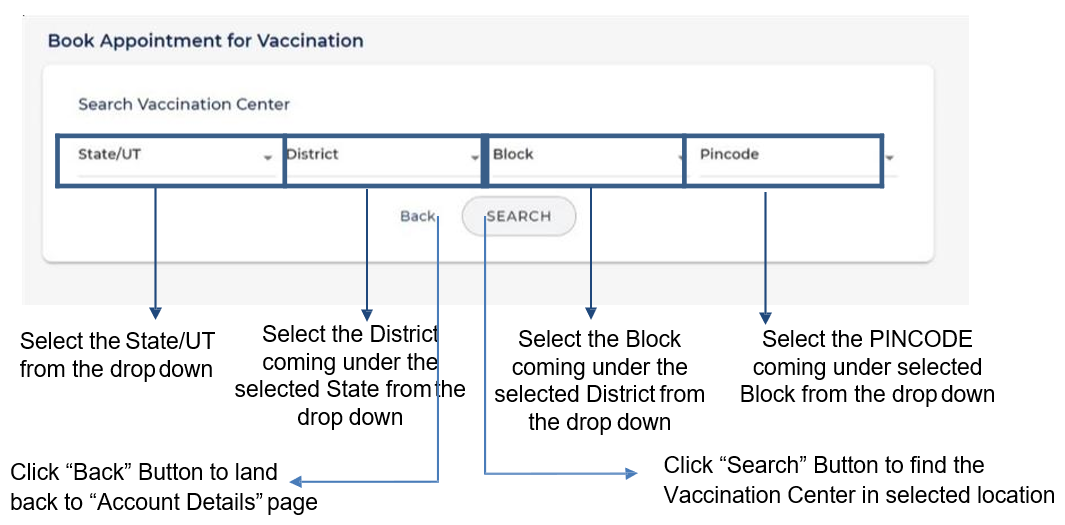 Book Appointment for Vaccination
Search Vaccination Center
State/UT District Block Pincode
Back SEARCH
Select the State/UT
from the drop down
Select the District
coming under the
selected State from the
drop down
Select the Block
coming under the
selected District from
the drop down
Select the PINCODE
coming under selected
Block from the drop down
Click “Back” Button to land
back to “Account Details” page
Click “Search” Button to find the
Vaccination Center in selected location